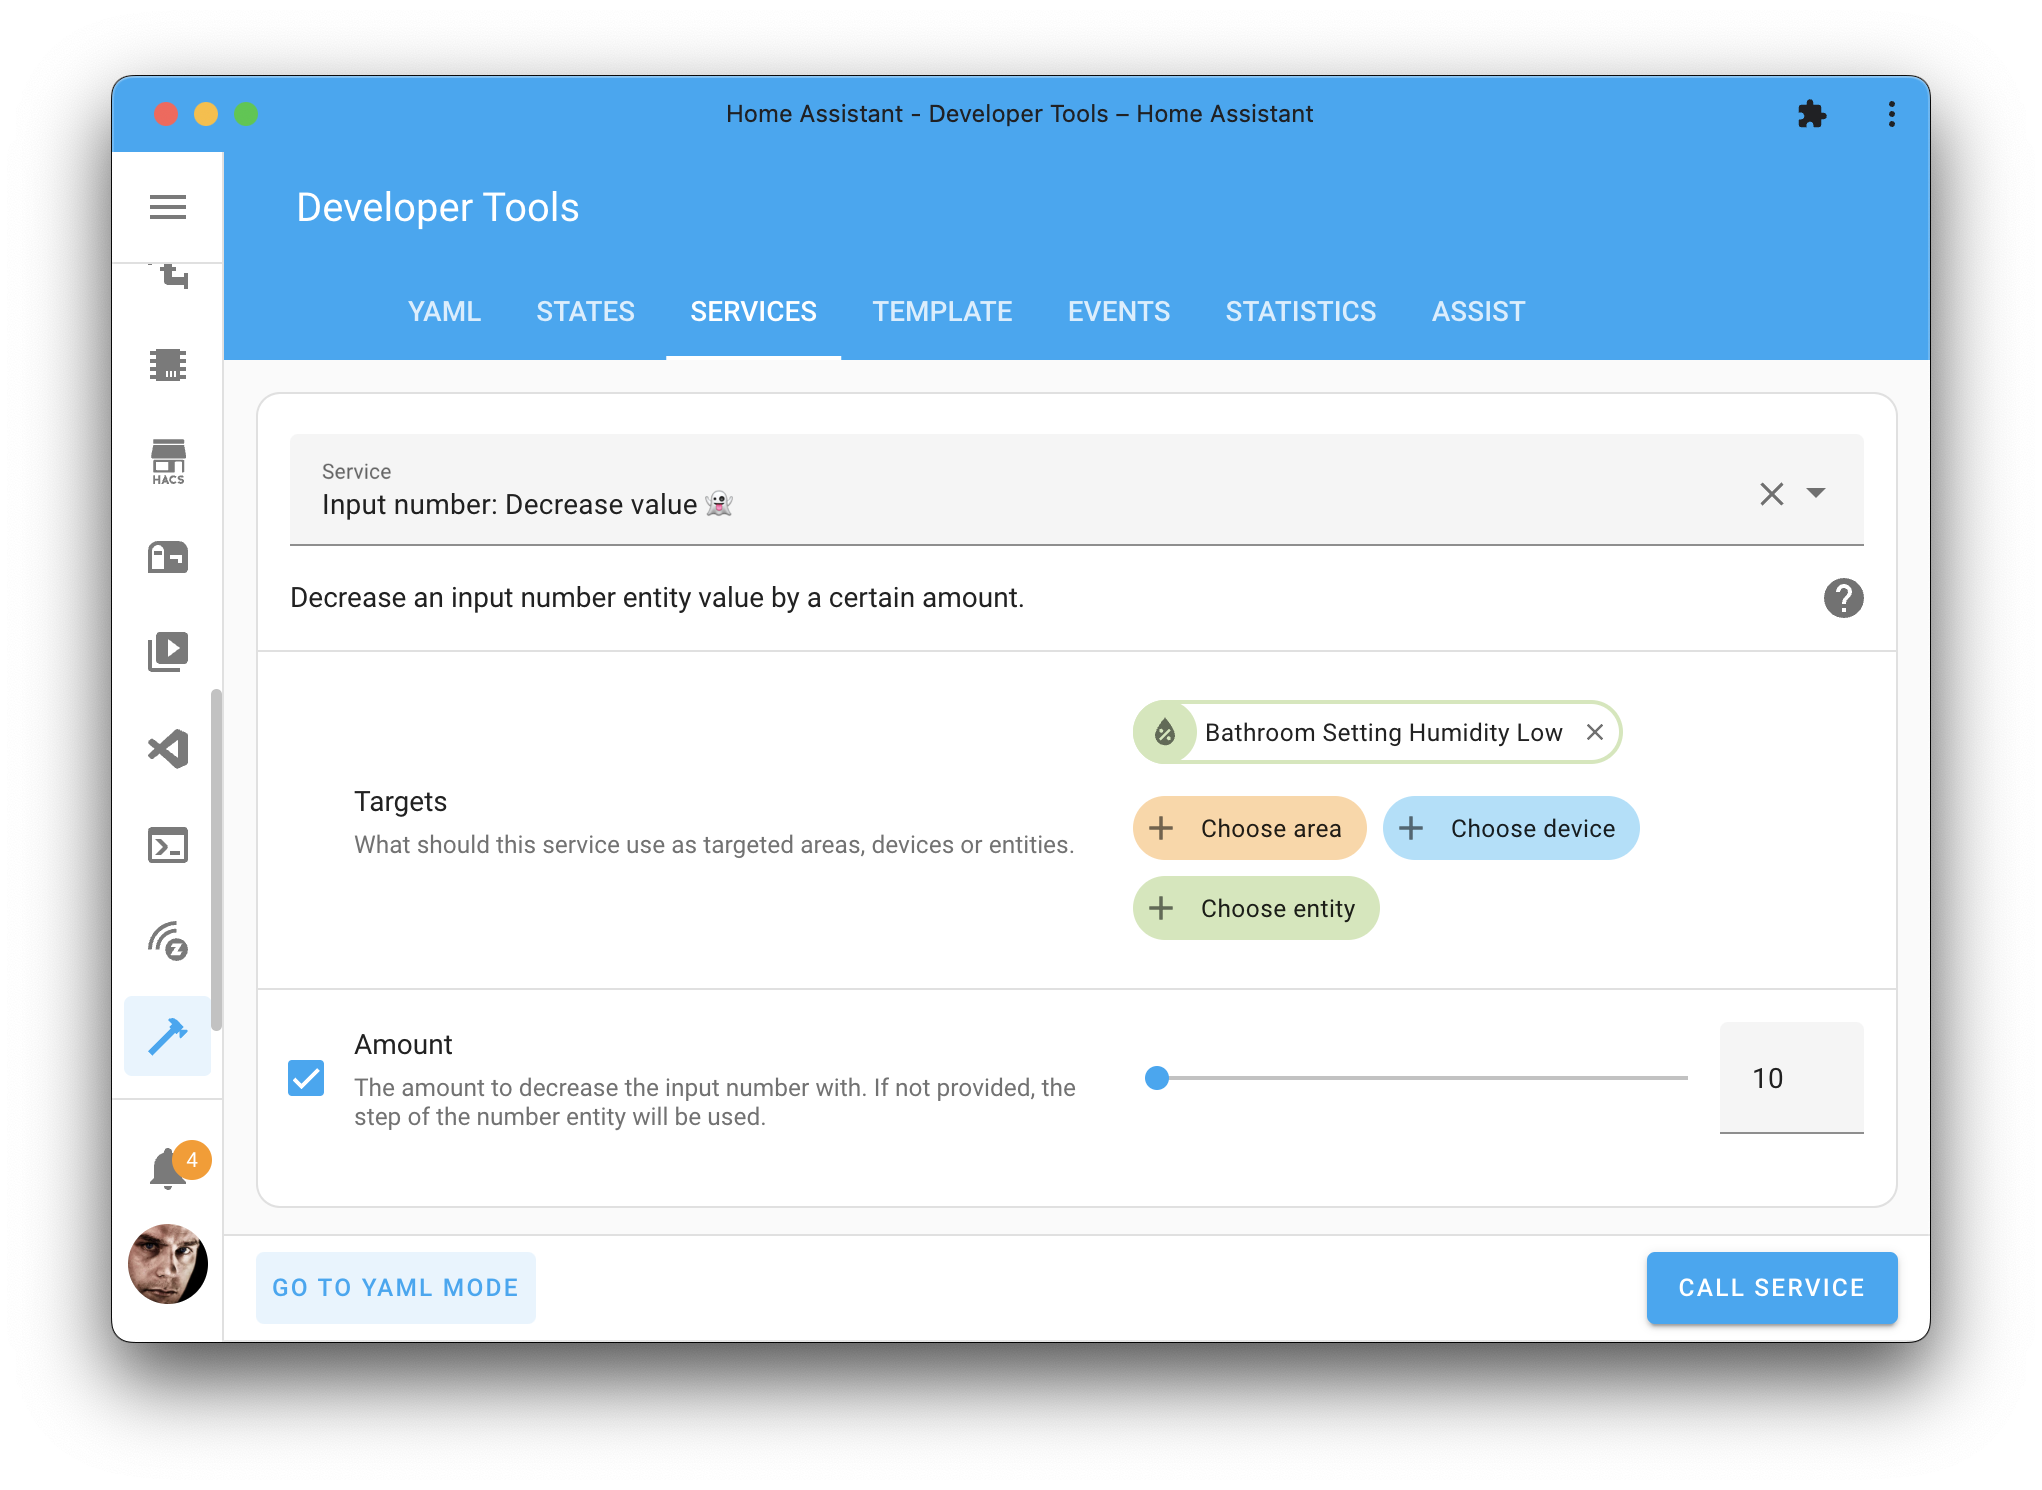 Home Assistant - Developer Tools – Home Assistant
Developer Tools
YAML STATES SERVICES TEMPLATE EVENTS STATISTICS ASSIST
HACS
Service
Input number: Decrease value 👻
Decrease an input number entity value by a certain amount.
Bathroom Setting Humidity Low
Targets
What should this service use as targeted areas, devices or entities.
Choose area
Choose device
Choose entity
Amount
The amount to decrease the input number with. If not provided, the
step of the number entity will be used.
10
4
GO TO YAML MODE
CALL SERVICE